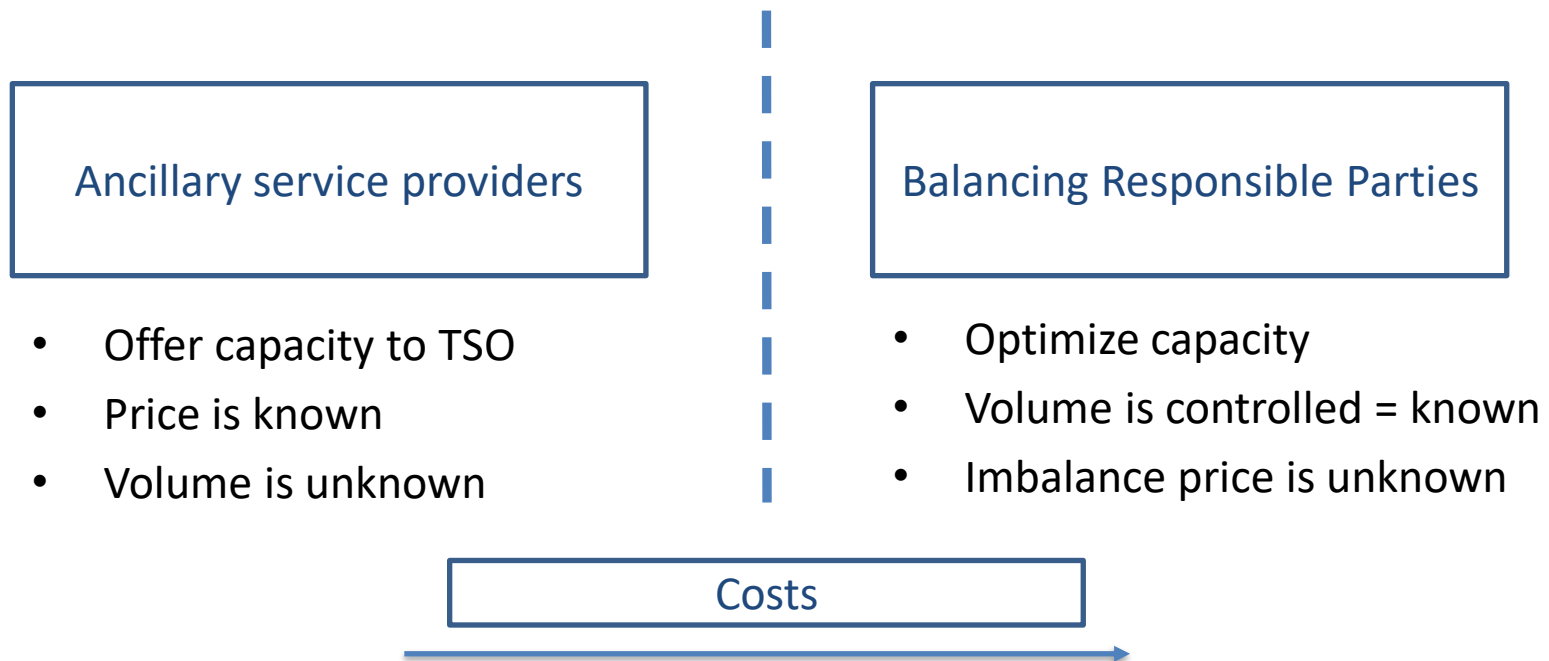 Ancillary service providers
• Offer capacity to TSO
• Price is known
• Volume is unknown
Balancing Responsible Parties
• Optimize capacity
• Volume is controlled = known
• Imbalance price is unknown
Costs